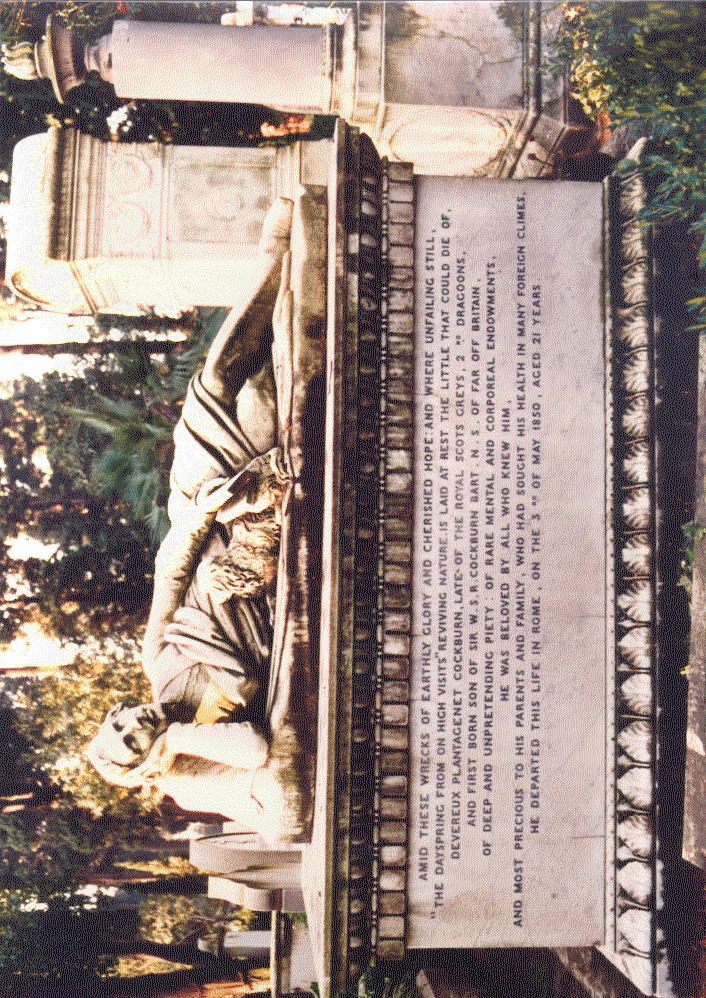 AMID THESE WRECKS OF EARTHLY GLORY AND CHERISHED HOPE: AND WHERE UNFAILING STILL,
"THE DAYSPRING FROM ON HIGH VISITS REVIVING NATURE, IS LAID AT REST THE LITTLE THAT COULD DIE OF,
DEVEREUX PLANTAGENET COCKBURN, LATE OF THE ROYAL SCOTS GREYS, 2ND DRAGOONS,
AND FIRST BORN SON OF SIR W. S. R. COCKBURN BART. N. S. OF FAR OFF BRITAIN,
OF DEEP AND UNPRETENDING PIETY; OF RARE MENTAL AND CORPOREAL ENDOWMENTS,
HE WAS BELOVED BY ALL WHO KNEW HIM,
AND MOST PRECIOUS TO HIS PARENTS AND FAMILY, WHO HAD SOUGHT HIS HEALTH IN MANY FOREIGN CLIMES,
HE DEPARTED THIS LIFE IN ROME, ON THE 3RD OF MAY 1850, AGED 21 YEARS